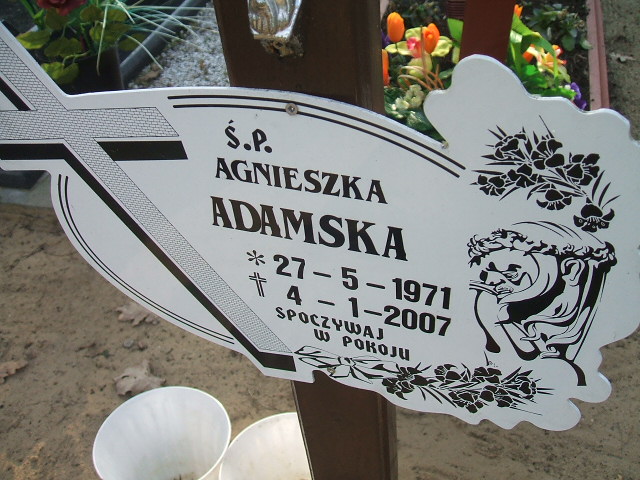 Ś.P.
AGNIESZKA
ADAMSKA
* 27-5-1971
† 4-1-2007
SPOCZYWAJ
W POKOJU